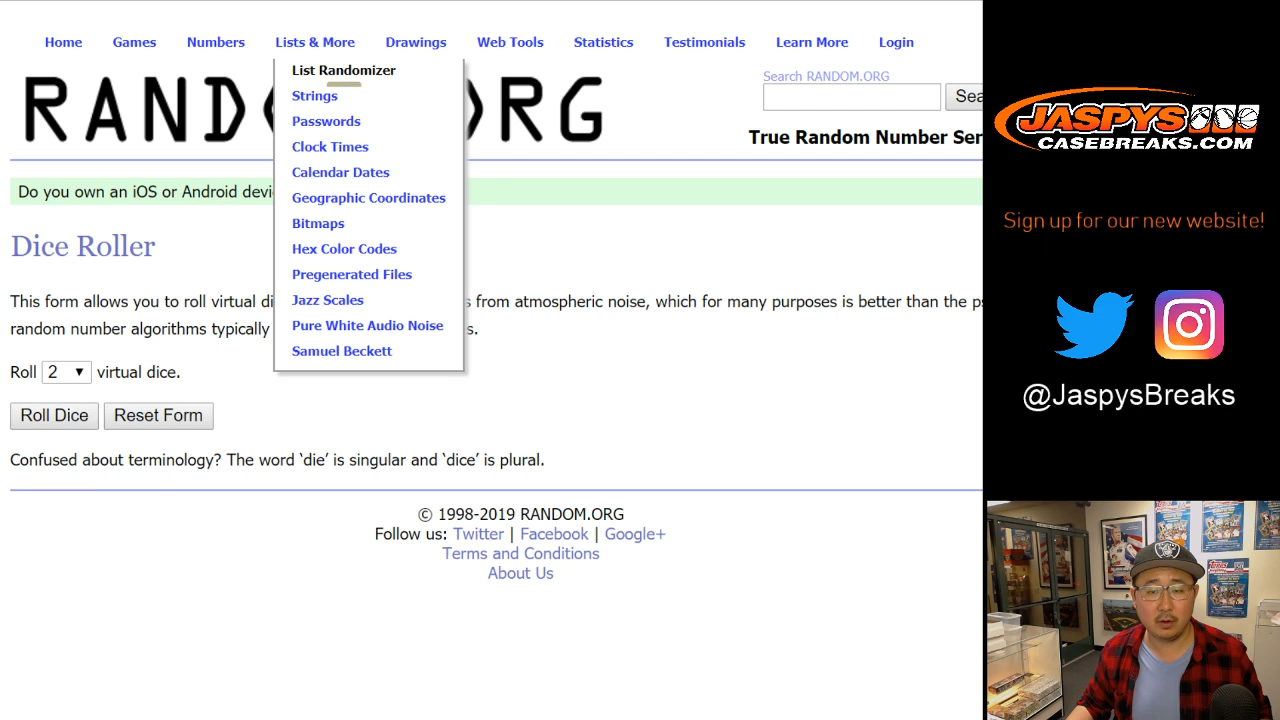 Home Games Numbers Lists & More Drawings Web Tools Statistics Testimonials Learn More Login
List Randomizer
Strings
Passwords
Clock Times
Calendar Dates
Geographic Coordinates
Bitmaps
Hex Color Codes
Pregenerated Files
Jazz Scales
Pure White Audio Noise
Samuel Beckett
RAND RG
Search RANDOM.ORG
Sea
True Random Number Ser
Do you own an iOS or Android devi
Dice Roller
This form allows you to roll virtual di s from atmospheric noise, which for many purposes is better than the ps
random number algorithms typically s.
Roll 2 virtual dice.
Roll Dice Reset Form
Confused about terminology? The word ‘die’ is singular and ‘dice’ is plural.
© 1998-2019 RANDOM.ORG
Follow us: Twitter | Facebook | Google+
Terms and Conditions
About Us
JASPYS
CASEBREAKS.COM
Sign up for our new website!
@JaspysBreaks
Topps